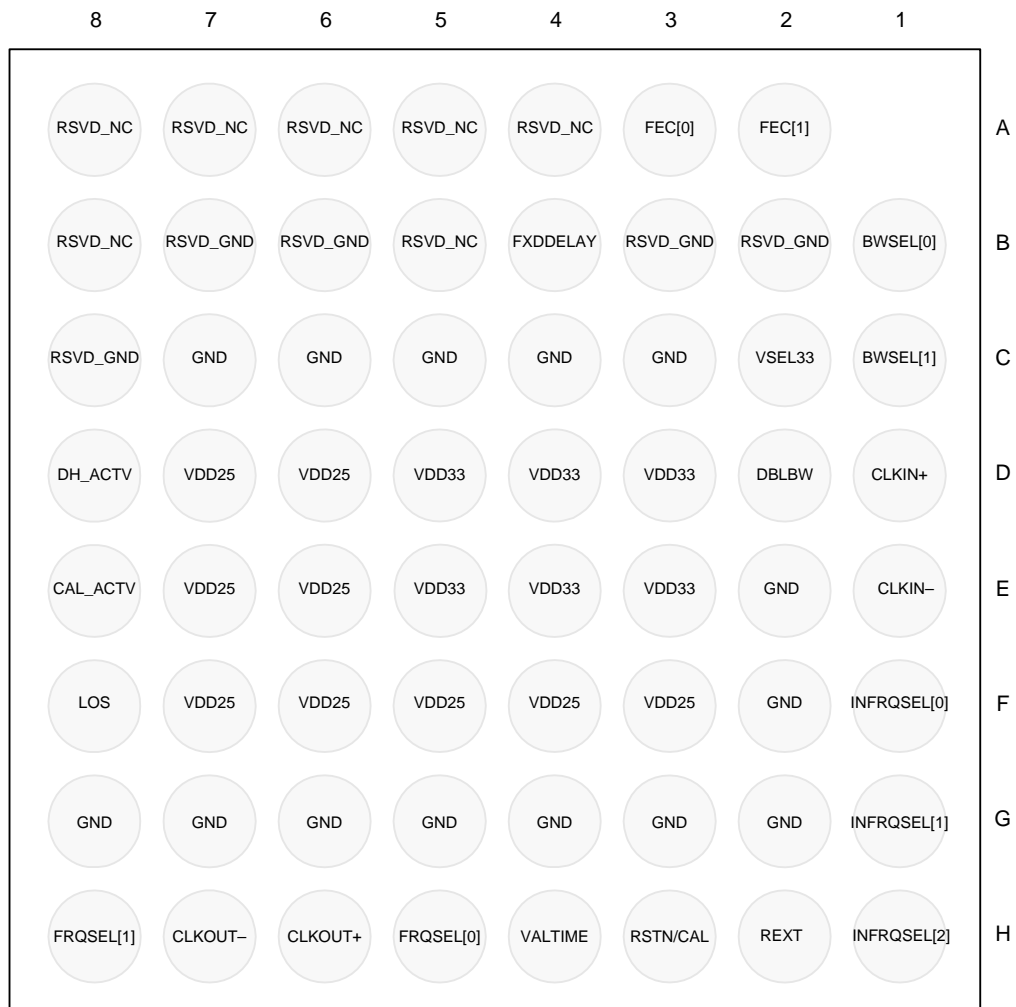 8 7 6 5 4 3 2 1
RSVD_NC RSVD_NC RSVD_NC RSVD_NC RSVD_NC FEC[0] FEC[1] A
RSVD_NC RSVD_GND RSVD_GND RSVD_NC FXDDELAY RSVD_GND RSVD_GND BWSEL[0] B
RSVD_GND GND GND GND GND GND VSEL33 BWSEL[1] C
DH_ACTV VDD25 VDD25 VDD33 VDD33 VDD33 DBLBW CLKIN+ D
CAL_ACTV VDD25 VDD25 VDD33 VDD33 VDD33 GND CLKIN– E
LOS VDD25 VDD25 VDD25 VDD25 VDD25 GND INFRQSEL[0] F
GND GND GND GND GND GND GND INFRQSEL[1] G
FRQSEL[1] CLKOUT– CLKOUT+ FRQSEL[0] VALTIME RSTN/CAL REXT INFRQSEL[2] H